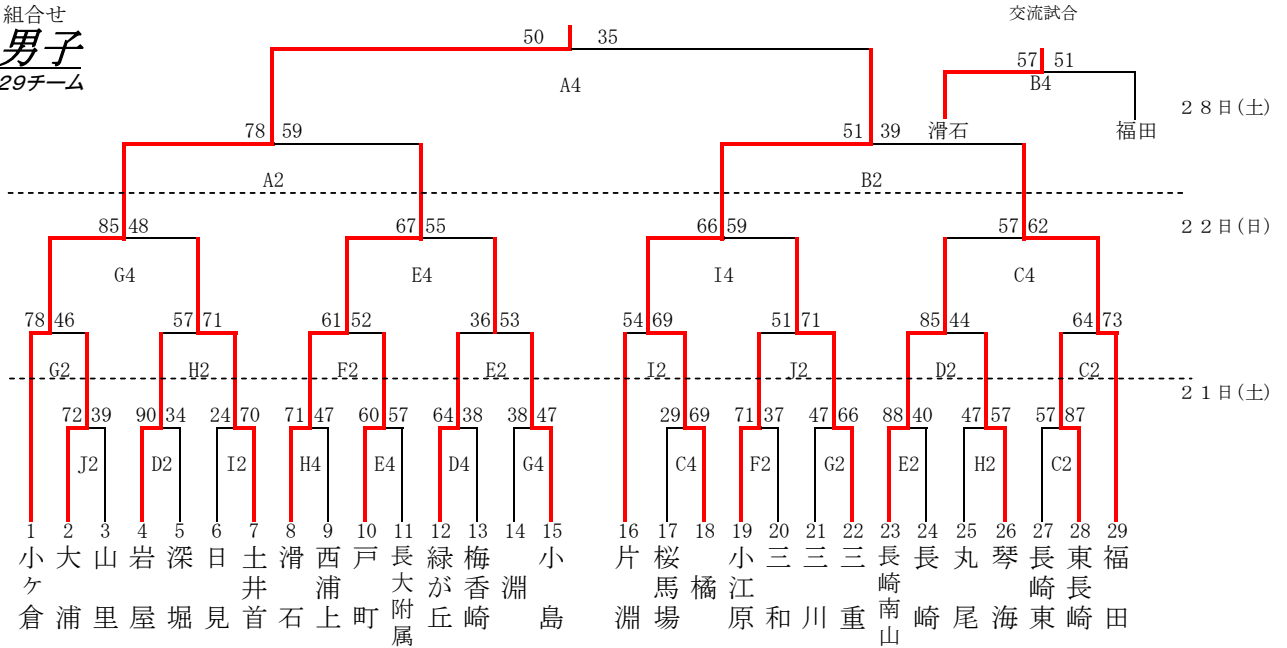 組合せ
男子
29チーム
交流試合
50 35
57 51
A4
B4
28日(土)
78 59
51 39
滑石
福田
A2
B2
85 48
67 55
66 59
57 62
22日(日)
G4
E4
I4
C4
78 46
57 71
61 52
36 53
54 69
51 71
85 44
64 73
G2
H2
F2
E2
I2
J2
D2
C2
21日(土)
72 39
90 34
24 70
71 47
60 57
64 38
38 47
29 69
71 37
47 66
88 40
47 57
57 87
J2
D2
I2
H4
E4
D4
G4
C4
F2
G2
E2
H2
C2
1 小ヶ倉
2 大浦
3 山里
4 岩屋
5 深堀
6 日見
7 土井首
8 滑石
9 西浦上
10 戸町
11 長大附属
12 緑が丘
13 梅香崎
14 淵
15 小島
16 片淵
17 桜馬場
18 橘
19 小江原
20 三和
21 三川
22 三重
23 長崎南山
24 長崎
25 丸尾
26 琴海
27 長崎東
28 東長崎
29 福田